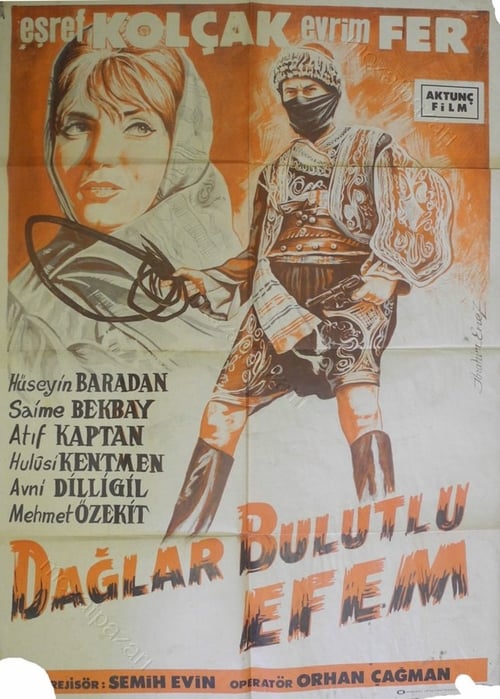 eşref KOLÇAK evrim FER
AKTUNÇ
FİLM
Hüseyin BARADAN
Saime BEKBAY
Atıf KAPTAN
Hulûsi KENTMEN
Avni DİLLİGİL
Mehmet ÖZEKİT
DAĞLAR BULUTLU
EFEM
REJİSÖR : SEMİH EVİN OPERATÖR ORHAN ÇAĞMAN